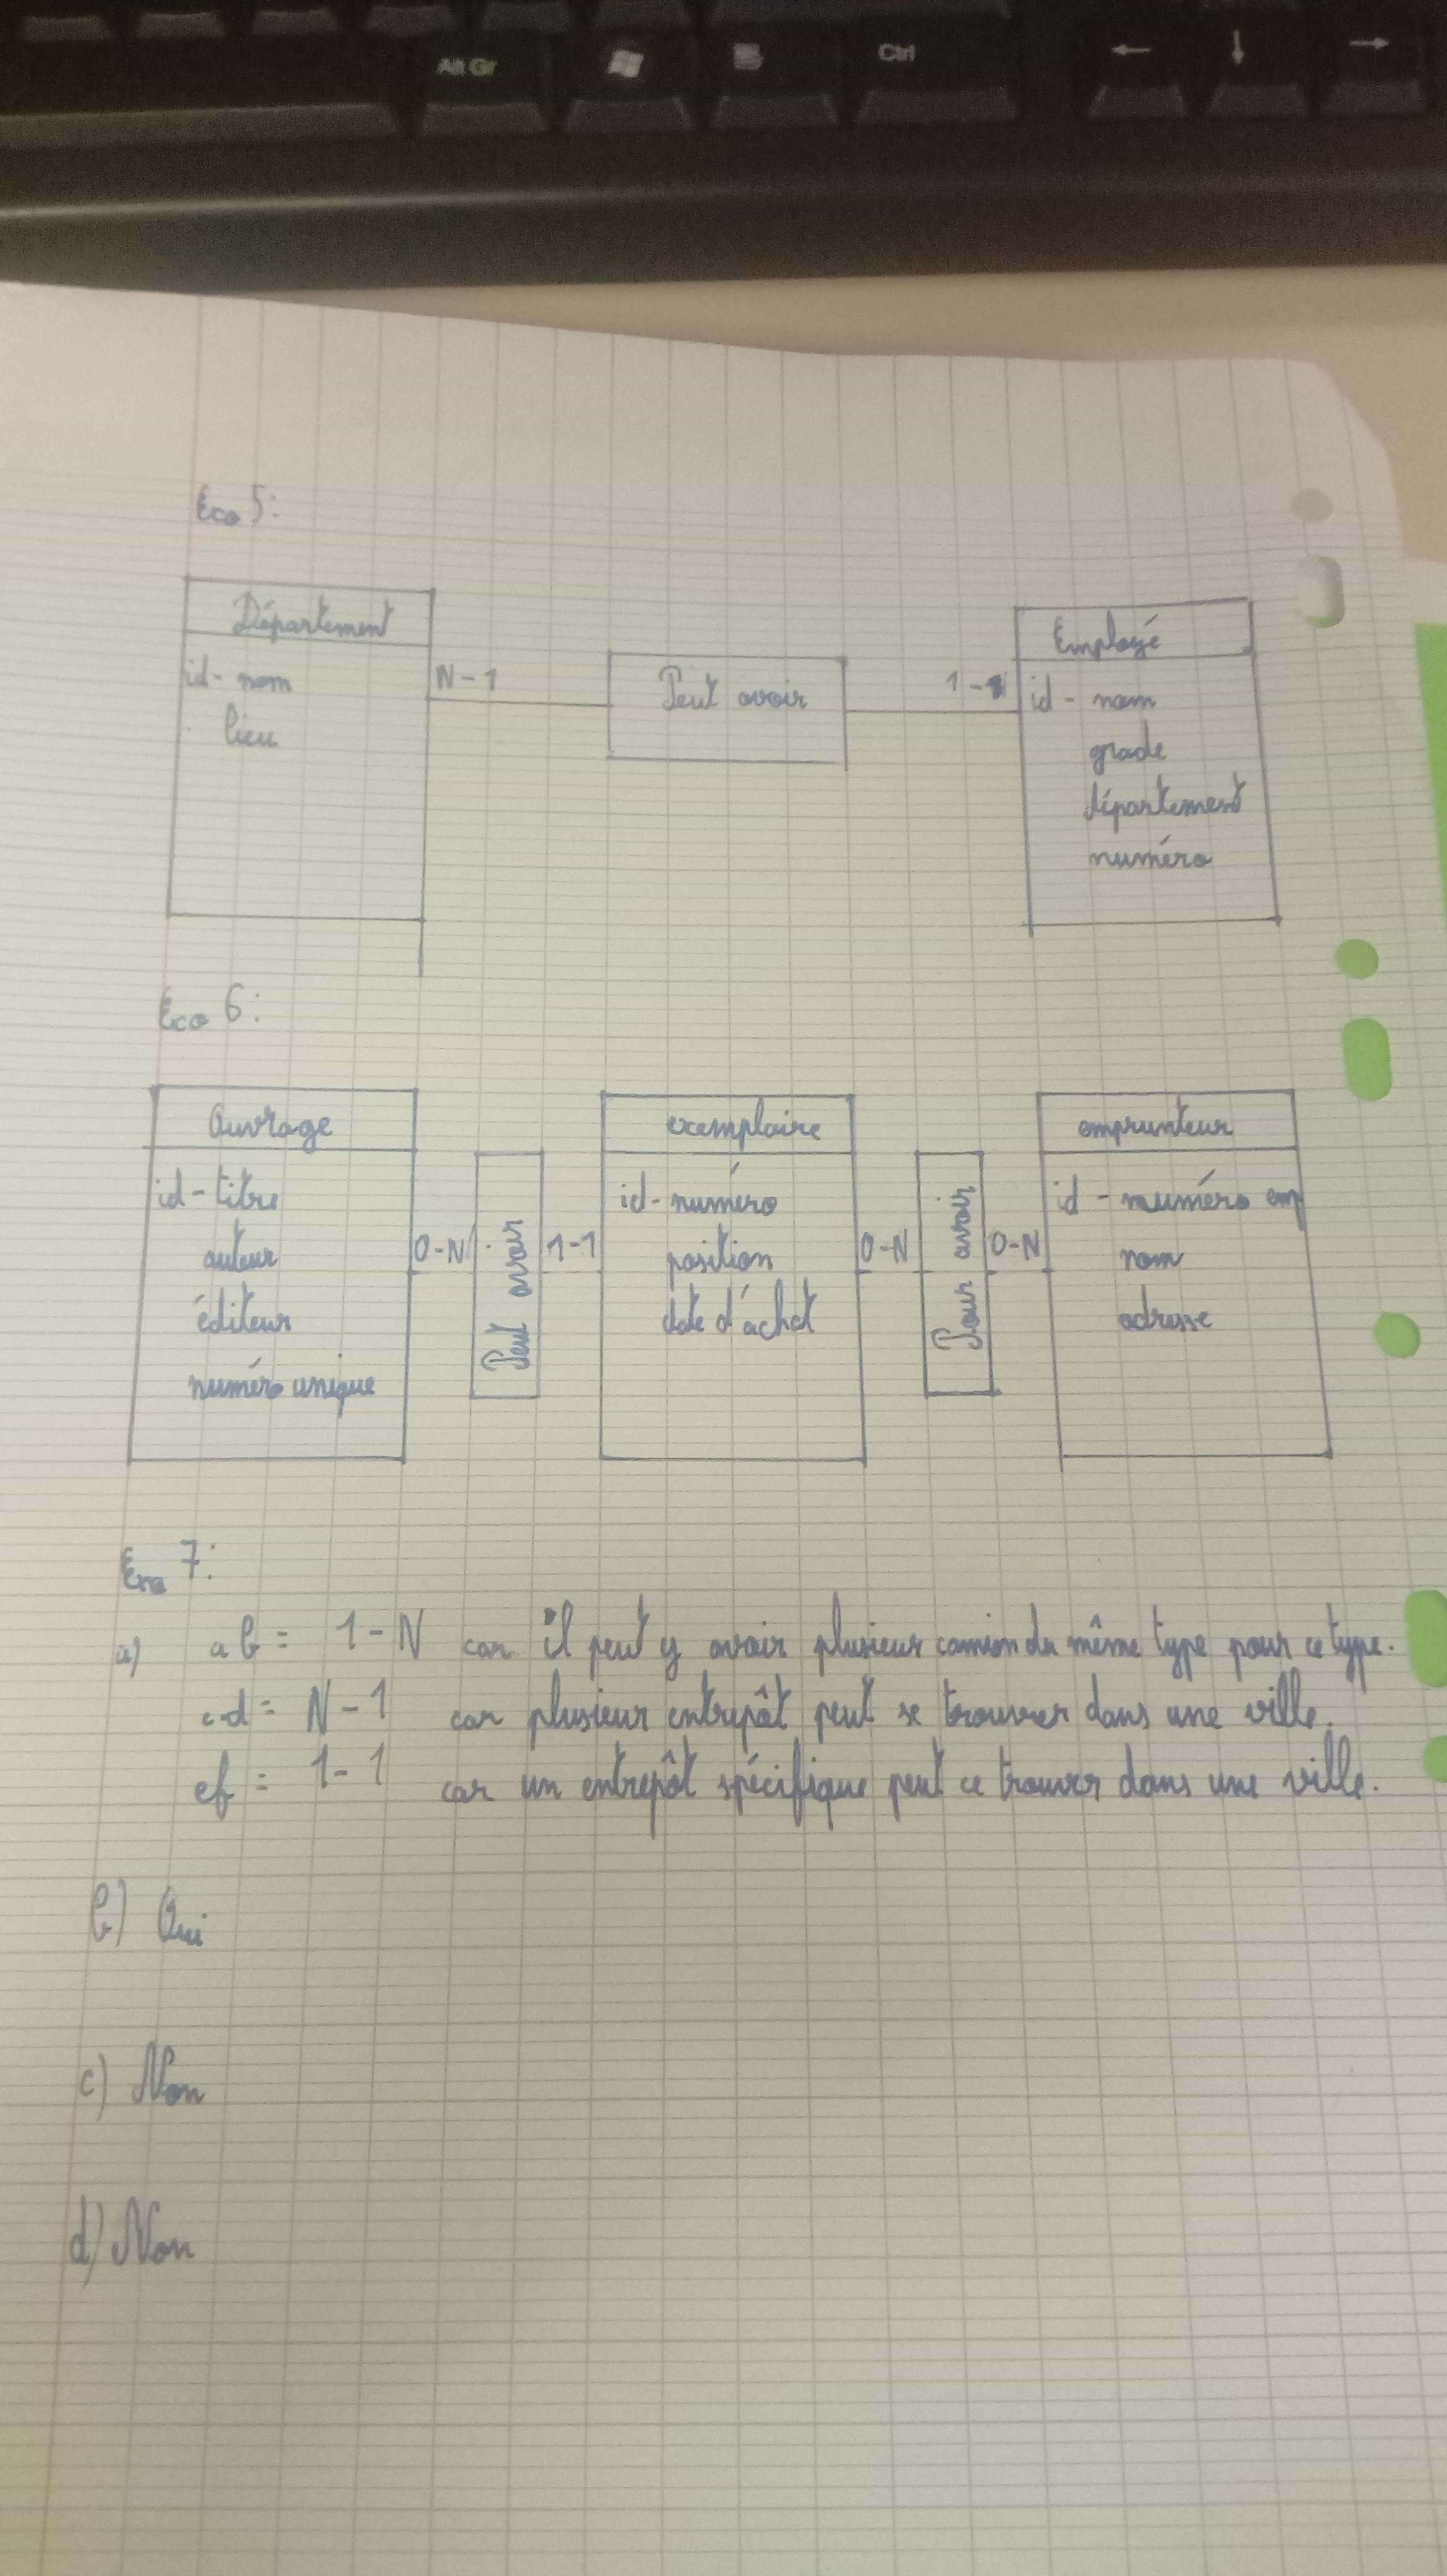 Alt Gr
Ctrl
← ↓ →
Exo 5:
Département
id - nom
lieu
N-1
Peut avoir
1-
Employé
id - nom
grade
département
numéro
Exo 6:
Ouvrage
id - titre
auteur
éditeur
numéro unique
0-N
Peut avoir
1-1
exemplaire
id - numéro
position
date d'achat
0-N
Pour avoir
0-N
emprunteur
id - numéro em
nom
adresse
Exo 7:
a) ab = 1-N car il peut y avoir plusieur camion du même type pour ce type.
cd = N-1 car plusieur entrepôt peut se trouver dans une ville.
ef = 1-1 car un entrepôt spécifique peut ce trouver dans une ville.
b) Oui
c) Non
d) Non